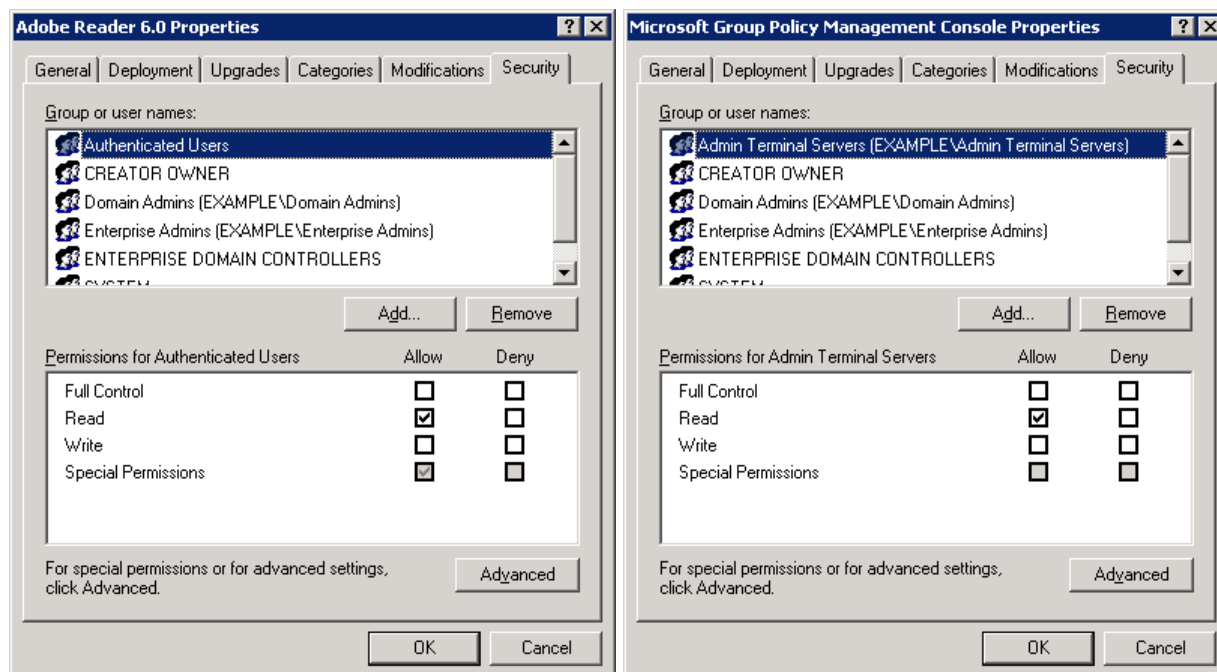 Adobe Reader 6.0 Properties
General Deployment Upgrades Categories Modifications Security
Group or user names:
Authenticated Users
CREATOR OWNER
Domain Admins (EXAMPLE\Domain Admins)
Enterprise Admins (EXAMPLE\Enterprise Admins)
ENTERPRISE DOMAIN CONTROLLERS
SYSTEM
Add... Remove
Permissions for Authenticated Users Allow Deny
Full Control
Read
Write
Special Permissions
For special permissions or for advanced settings,
click Advanced.
Advanced
OK Cancel
Microsoft Group Policy Management Console Properties
General Deployment Upgrades Categories Modifications Security
Group or user names:
Admin Terminal Servers (EXAMPLE\Admin Terminal Servers)
CREATOR OWNER
Domain Admins (EXAMPLE\Domain Admins)
Enterprise Admins (EXAMPLE\Enterprise Admins)
ENTERPRISE DOMAIN CONTROLLERS
SYSTEM
Add... Remove
Permissions for Admin Terminal Servers Allow Deny
Full Control
Read
Write
Special Permissions
For special permissions or for advanced settings,
click Advanced.
Advanced
OK Cancel